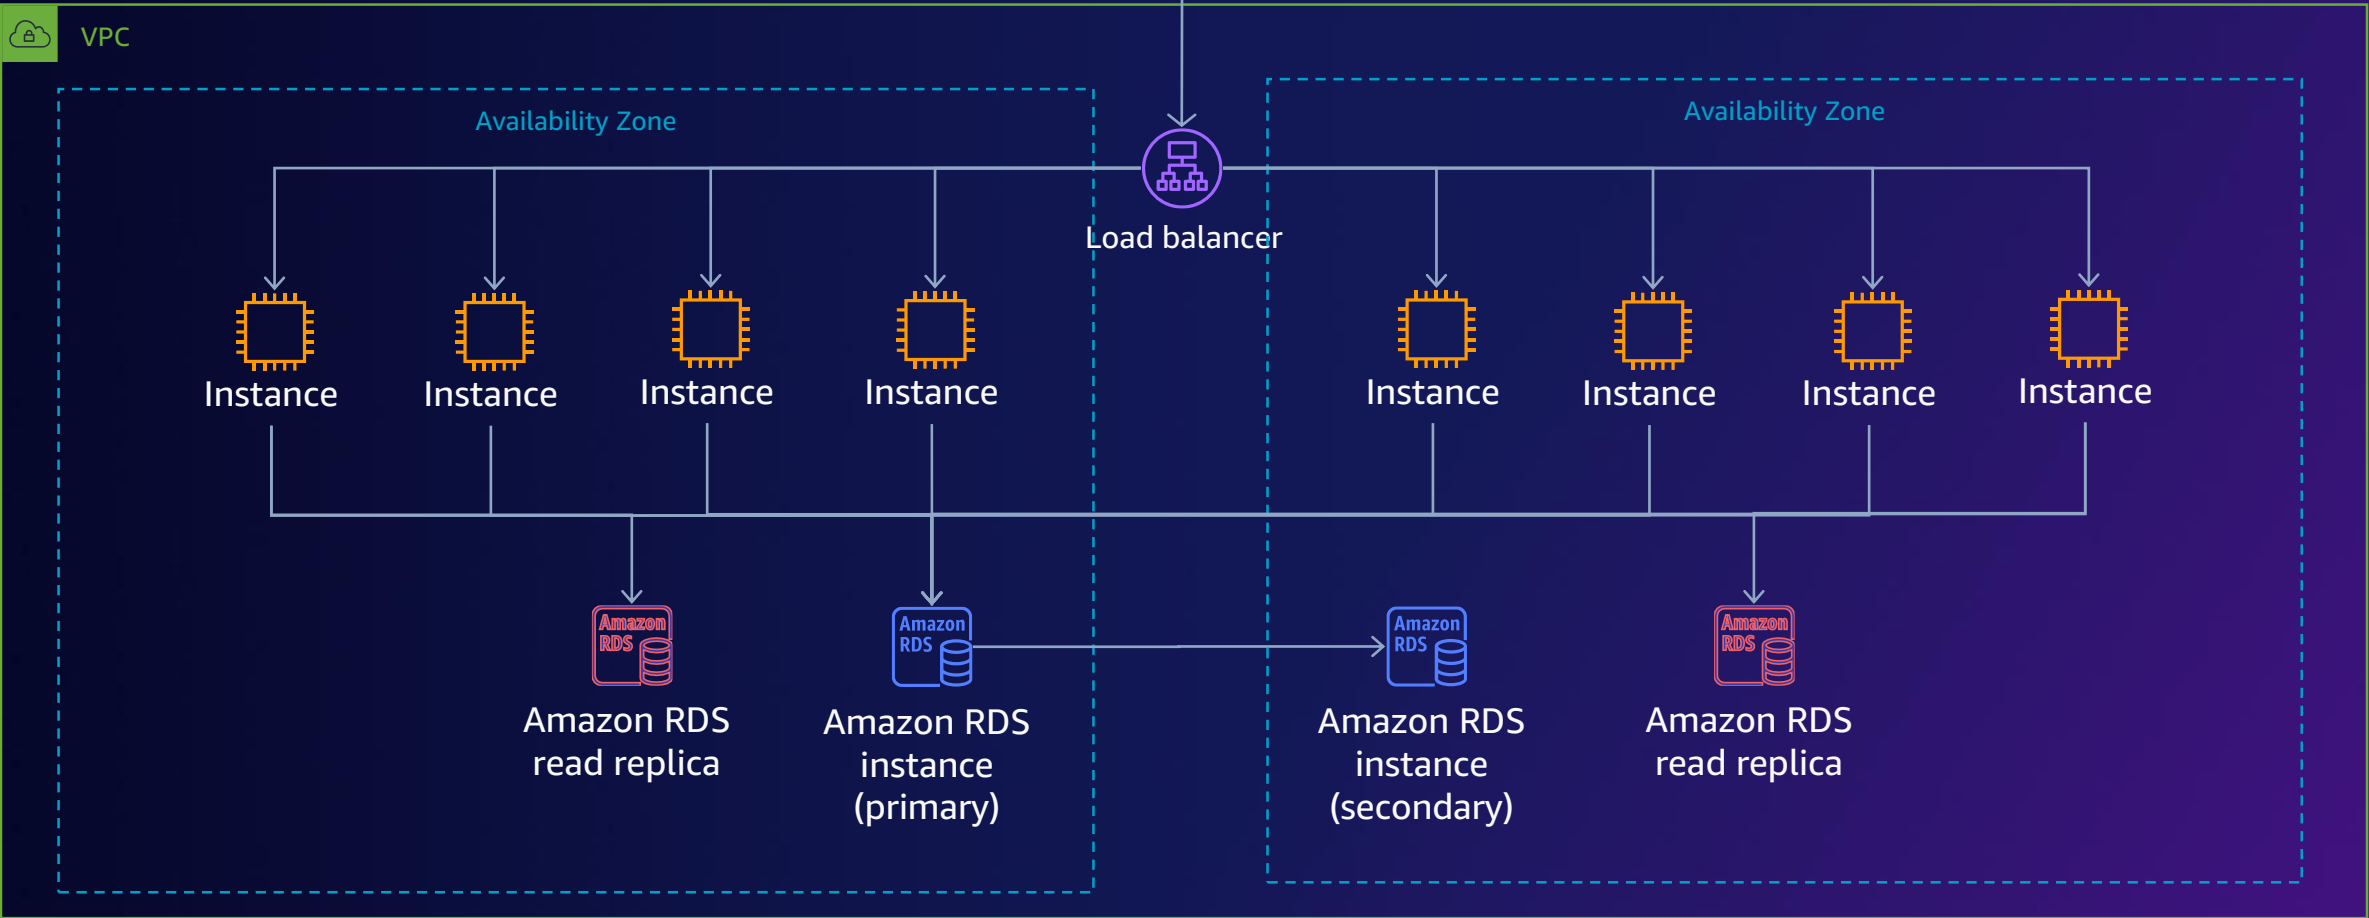 VPC
Availability Zone
Availability Zone
Load balancer
Instance
Instance
Instance
Instance
Instance
Instance
Instance
Instance
Amazon
RDS
Amazon RDS
read replica
Amazon
RDS
Amazon RDS
instance
(primary)
Amazon
RDS
Amazon RDS
instance
(secondary)
Amazon
RDS
Amazon RDS
read replica